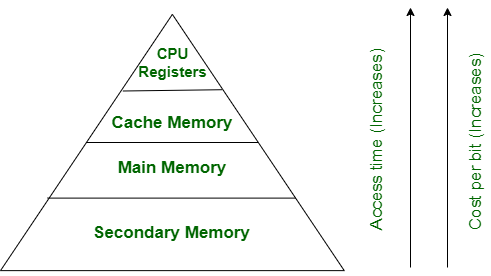 CPU
Registers
Cache Memory
Main Memory
Secondary Memory
Access time (Increases)
Cost per bit (Increases)